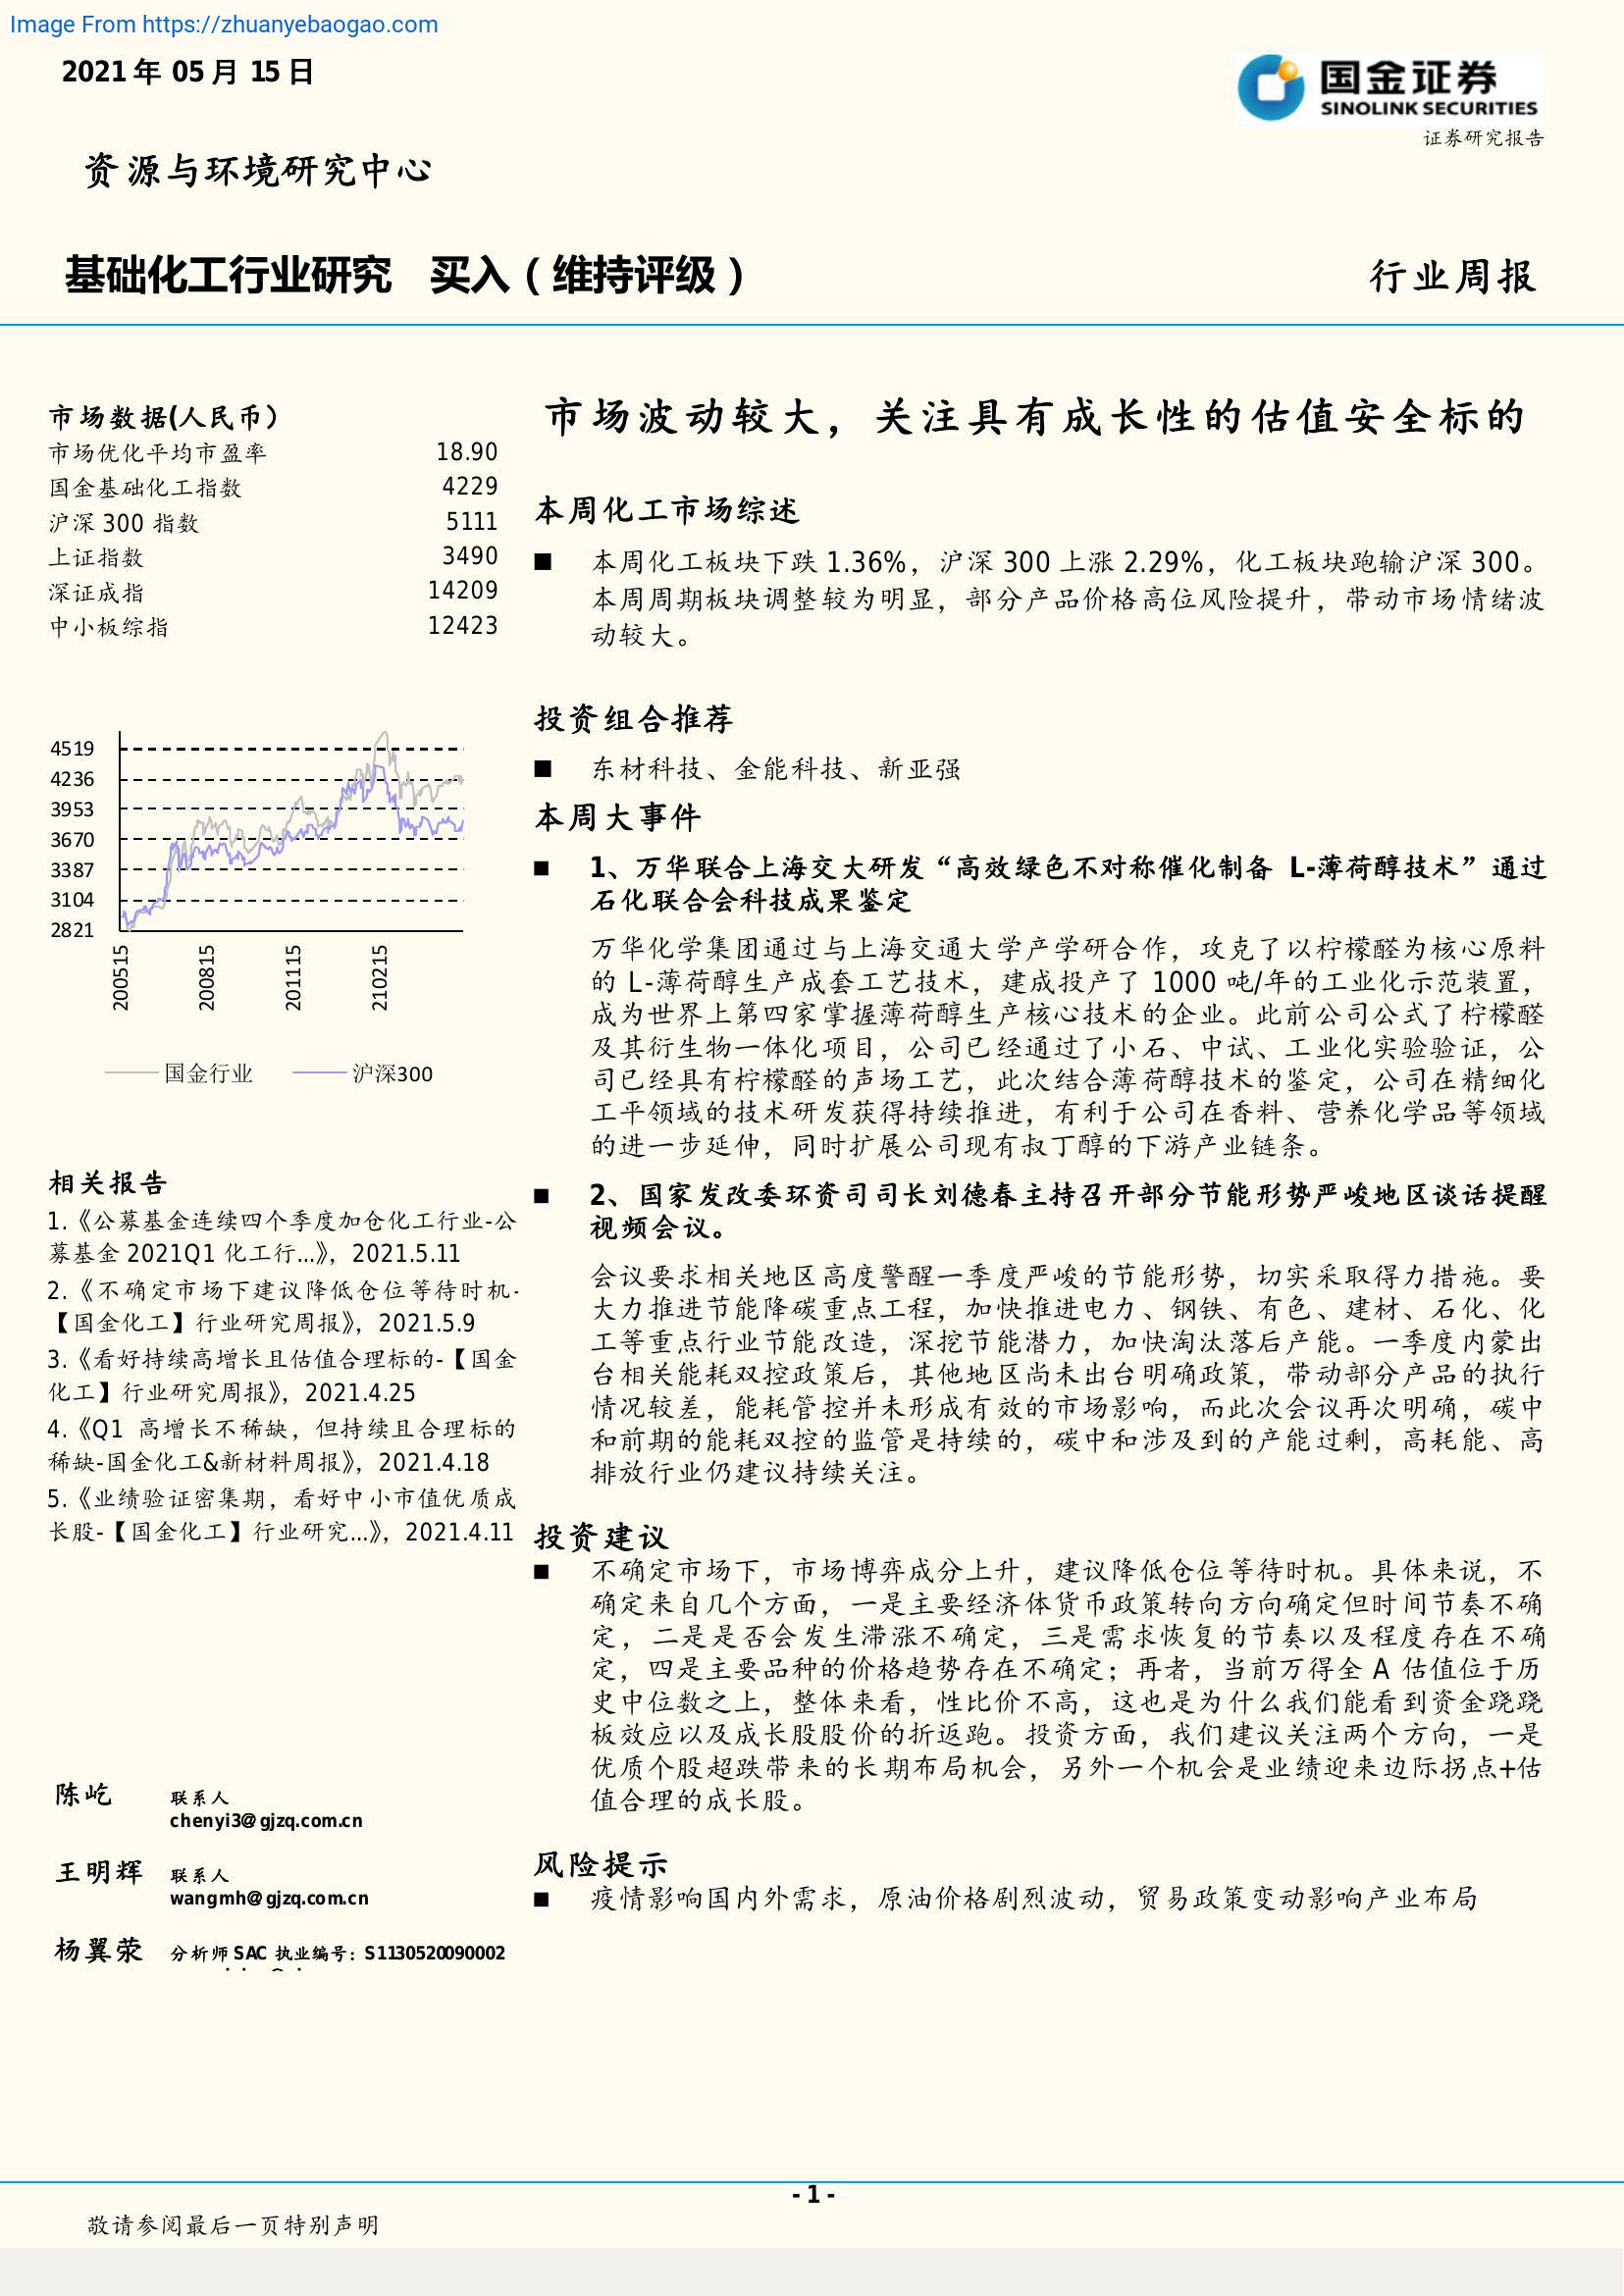 Image From https://zhuanyebaogao.com
2021 年 05 月 15 日
国金证券
SINOLINK SECURITIES
证券研究报告
资源与环境研究中心
基础化工行业研究 买入（维持评级）
行业周报
市场数据(人民币）
市场优化平均市盈率 18.90
国金基础化工指数 4229
沪深 300 指数 5111
上证指数 3490
深证成指 14209
中小板综指 12423
4519
4236
3953
3670
3387
3104
2821
200515
200815
201115
210215
国金行业 沪深300
相关报告
1.《公募基金连续四个季度加仓化工行业-公
募基金 2021Q1 化工行...》，2021.5.11
2.《不确定市场下建议降低仓位等待时机-
【国金化工】行业研究周报》，2021.5.9
3.《看好持续高增长且估值合理标的-【国金
化工】行业研究周报》，2021.4.25
4.《Q1 高增长不稀缺，但持续且合理标的
稀缺-国金化工&新材料周报》，2021.4.18
5.《业绩验证密集期，看好中小市值优质成
长股-【国金化工】行业研究...》，2021.4.11
陈屹 联系人
chenyi3@gjzq.com.cn
王明辉 联系人
wangmh@gjzq.com.cn
杨翼荥 分析师 SAC 执业编号：S1130520090002
市场波动较大，关注具有成长性的估值安全标的
本周化工市场综述
■ 本周化工板块下跌 1.36%，沪深 300 上涨 2.29%，化工板块跑输沪深 300。
本周周期板块调整较为明显，部分产品价格高位风险提升，带动市场情绪波
动较大。
投资组合推荐
■ 东材科技、金能科技、新亚强
本周大事件
■ 1、万华联合上海交大研发“高效绿色不对称催化制备 L-薄荷醇技术”通过
石化联合会科技成果鉴定
万华化学集团通过与上海交通大学产学研合作，攻克了以柠檬醛为核心原料
的 L-薄荷醇生产成套工艺技术，建成投产了 1000 吨/年的工业化示范装置，
成为世界上第四家掌握薄荷醇生产核心技术的企业。此前公司公式了柠檬醛
及其衍生物一体化项目，公司已经通过了小石、中试、工业化实验验证，公
司已经具有柠檬醛的声场工艺，此次结合薄荷醇技术的鉴定，公司在精细化
工平领域的技术研发获得持续推进，有利于公司在香料、营养化学品等领域
的进一步延伸，同时扩展公司现有叔丁醇的下游产业链条。
■ 2、国家发改委环资司司长刘德春主持召开部分节能形势严峻地区谈话提醒
视频会议。
会议要求相关地区高度警醒一季度严峻的节能形势，切实采取得力措施。要
大力推进节能降碳重点工程，加快推进电力、钢铁、有色、建材、石化、化
工等重点行业节能改造，深挖节能潜力，加快淘汰落后产能。一季度内蒙出
台相关能耗双控政策后，其他地区尚未出台明确政策，带动部分产品的执行
情况较差，能耗管控并未形成有效的市场影响，而此次会议再次明确，碳中
和前期的能耗双控的监管是持续的，碳中和涉及到的产能过剩，高耗能、高
排放行业仍建议持续关注。
投资建议
■ 不确定市场下，市场博弈成分上升，建议降低仓位等待时机。具体来说，不
确定来自几个方面，一是主要经济体货币政策转向方向确定但时间节奏不确
定，二是是否会发生滞涨不确定，三是需求恢复的节奏以及程度存在不确
定，四是主要品种的价格趋势存在不确定；再者，当前万得全 A 估值位于历
史中位数之上，整体来看，性比价不高，这也是为什么我们能看到资金跷跷
板效应以及成长股股价的折返跑。投资方面，我们建议关注两个方向，一是
优质个股超跌带来的长期布局机会，另外一个机会是业绩迎来边际拐点+估
值合理的成长股。
风险提示
■ 疫情影响国内外需求，原油价格剧烈波动，贸易政策变动影响产业布局
- 1 -
敬请参阅最后一页特别声明